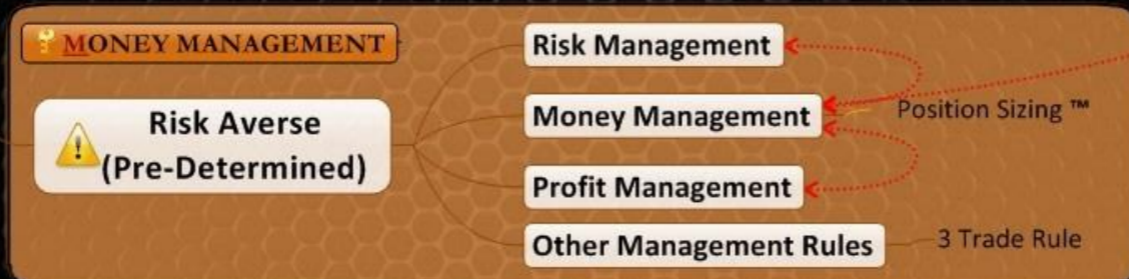 MONEY MANAGEMENT
Risk Averse
(Pre-Determined)
Risk Management
Money Management
Position Sizing ™
Profit Management
Other Management Rules
3 Trade Rule